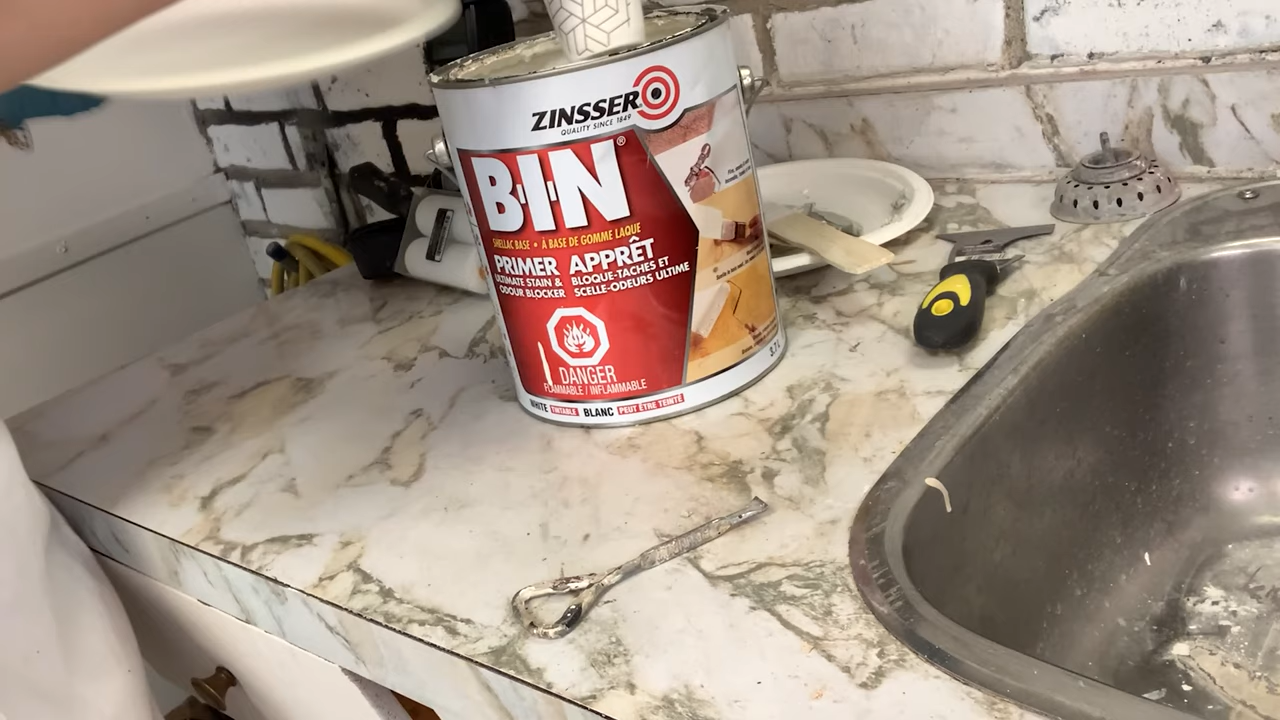 ZINSSER
QUALITY SINCE 1849
B-I-N®
SHELLAC BASE • À BASE DE GOMME LAQUE
PRIMER APPRÊT
ULTIMATE STAIN & BLOQUE-TACHES ET
ODOUR BLOCKER SCELLE-ODEURS ULTIME
DANGER
FLAMMABLE / INFLAMMABLE
WHITE TINTABLE BLANC PEUT ÊTRE TEINTÉ